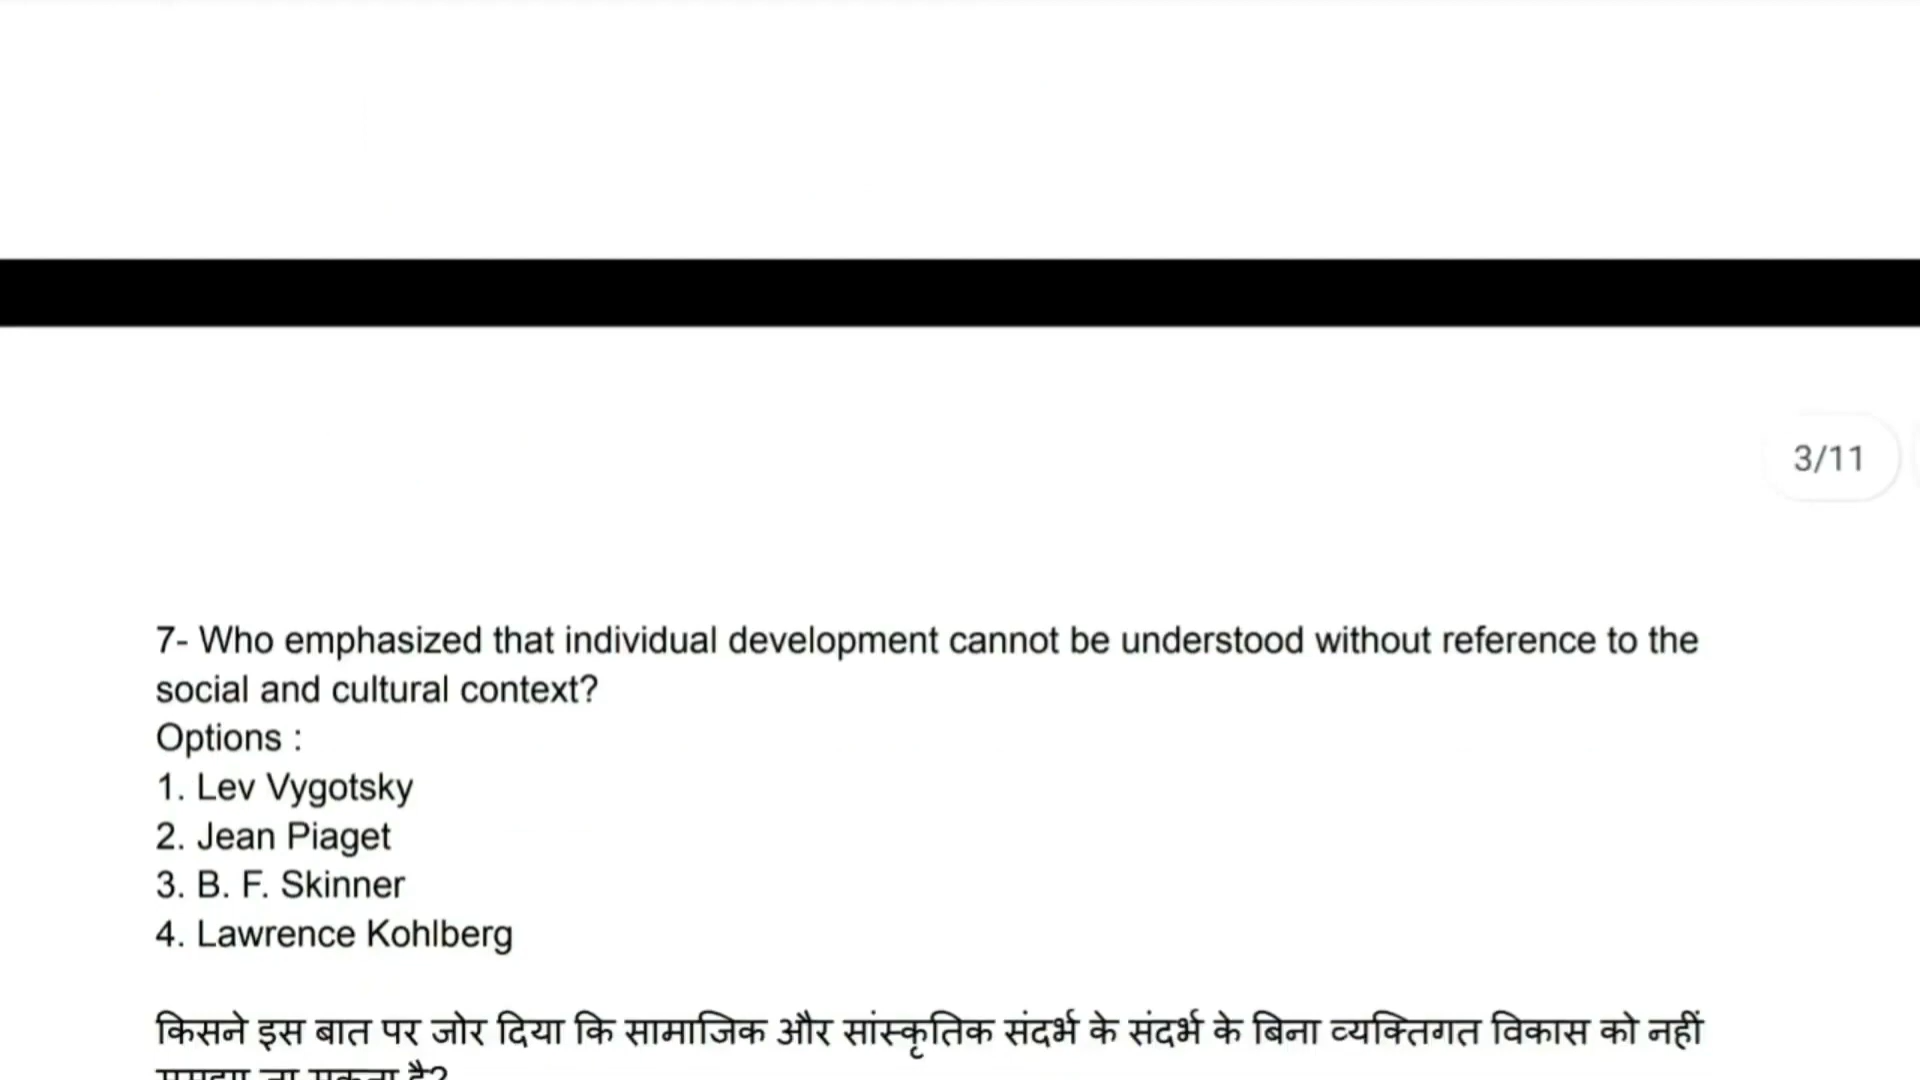 3/11
7- Who emphasized that individual development cannot be understood without reference to the
social and cultural context?
Options :
1. Lev Vygotsky
2. Jean Piaget
3. B. F. Skinner
4. Lawrence Kohlberg
किसने इस बात पर जोर दिया कि सामाजिक और सांस्कृतिक संदर्भ के संदर्भ के बिना व्यक्तिगत विकास को नहीं